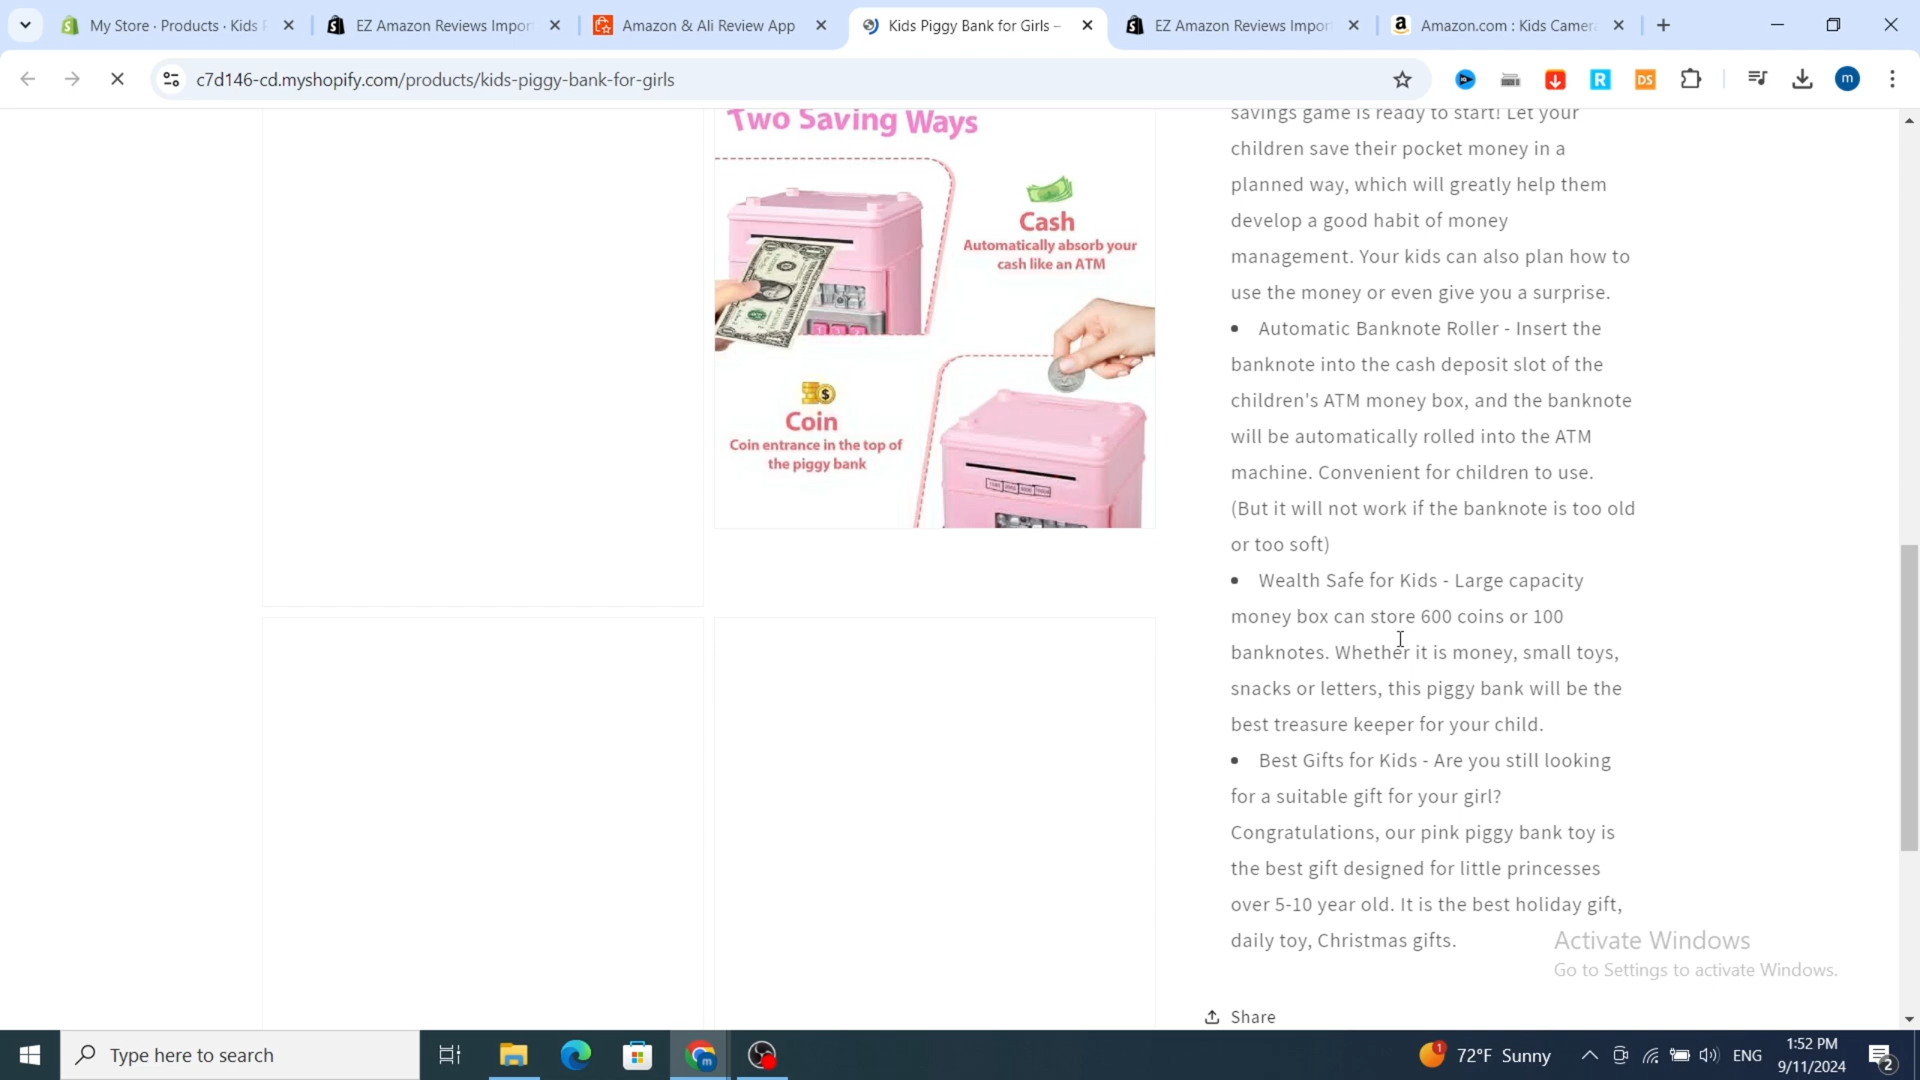 My Store · Products · Kids P
EZ Amazon Reviews Impor
Amazon & Ali Review App
Kids Piggy Bank for Girls –
EZ Amazon Reviews Impor
Amazon.com : Kids Camer
c7d146-cd.myshopify.com/products/kids-piggy-bank-for-girls
R
DS
m
Two Saving Ways
Cash
Automatically absorb your
cash like an ATM
Coin
Coin entrance in the top of
the piggy bank
savings game is ready to start! Let your
children save their pocket money in a
planned way, which will greatly help them
develop a good habit of money
management. Your kids can also plan how to
use the money or even give you a surprise.
• Automatic Banknote Roller - Insert the
banknote into the cash deposit slot of the
children's ATM money box, and the banknote
will be automatically rolled into the ATM
machine. Convenient for children to use.
(But it will not work if the banknote is too old
or too soft)
• Wealth Safe for Kids - Large capacity
money box can store 600 coins or 100
banknotes. Whether it is money, small toys,
snacks or letters, this piggy bank will be the
best treasure keeper for your child.
• Best Gifts for Kids - Are you still looking
for a suitable gift for your girl?
Congratulations, our pink piggy bank toy is
the best gift designed for little princesses
over 5-10 year old. It is the best holiday gift,
daily toy, Christmas gifts.
Share
Activate Windows
Go to Settings to activate Windows.
Type here to search
1
72°F Sunny
ENG
1:52 PM
9/11/2024
2